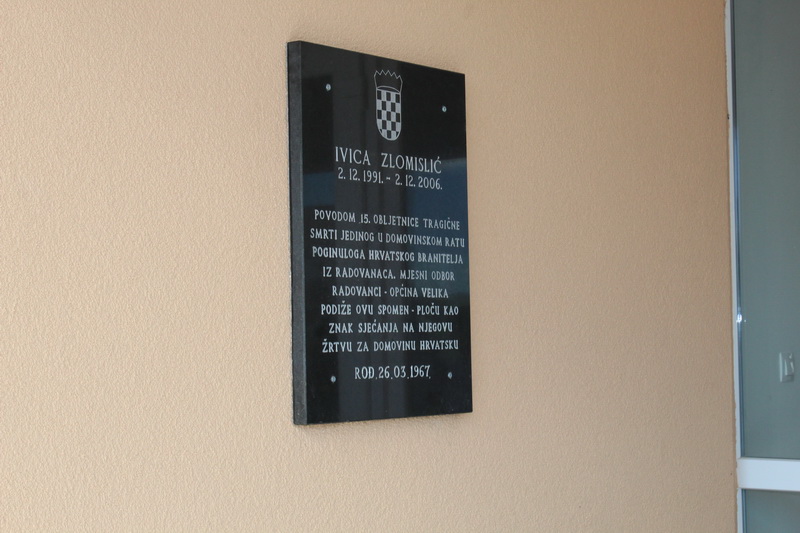 IVICA ZLOMISLIĆ
2.12.1991. - 2.12.2006.
POVODOM 15. OBLJETNICE TRAGIČNE
SMRTI JEDINOG U DOMOVINSKOM RATU
POGINULOGA HRVATSKOG BRANITELJA
IZ RADOVANACA, MJESNI ODBOR
RADOVANCI - OPĆINA VELIKA
PODIŽE OVU SPOMEN - PLOČU KAO
ZNAK SJEĆANJA NA NJEGOVU
ŽRTVU ZA DOMOVINU HRVATSKU
ROĐ. 26.03.1967.